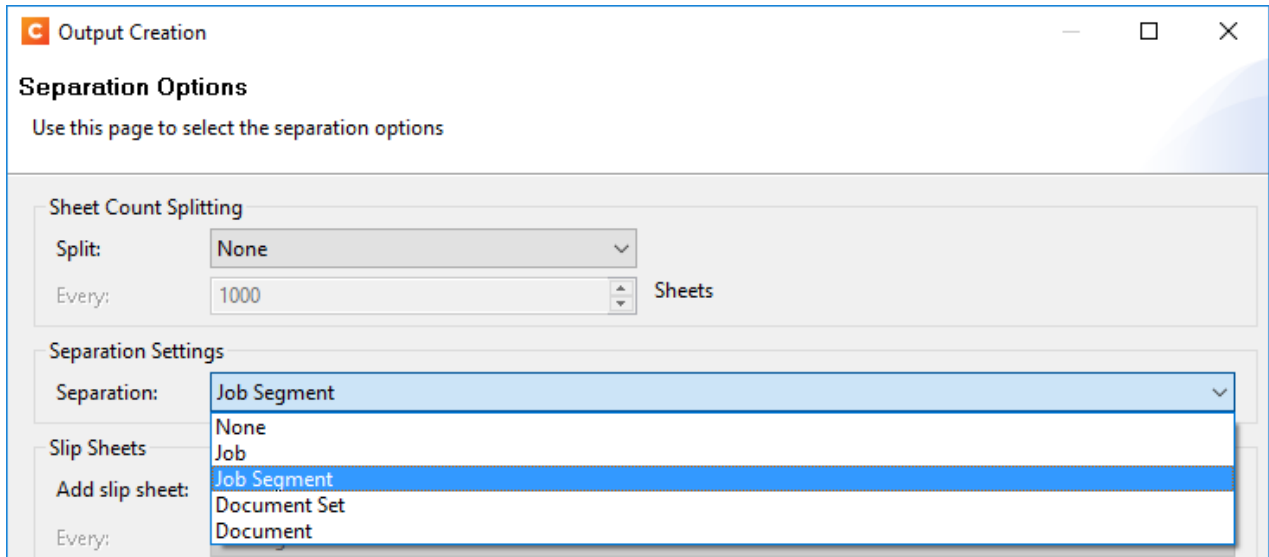 C Output Creation
Separation Options
Use this page to select the separation options
Sheet Count Splitting
Split: None
Every: 1000 Sheets
Separation Settings
Separation: Job Segment
None
Slip Sheets
Job
Add slip sheet: Job Segment
Document Set
Every: Document